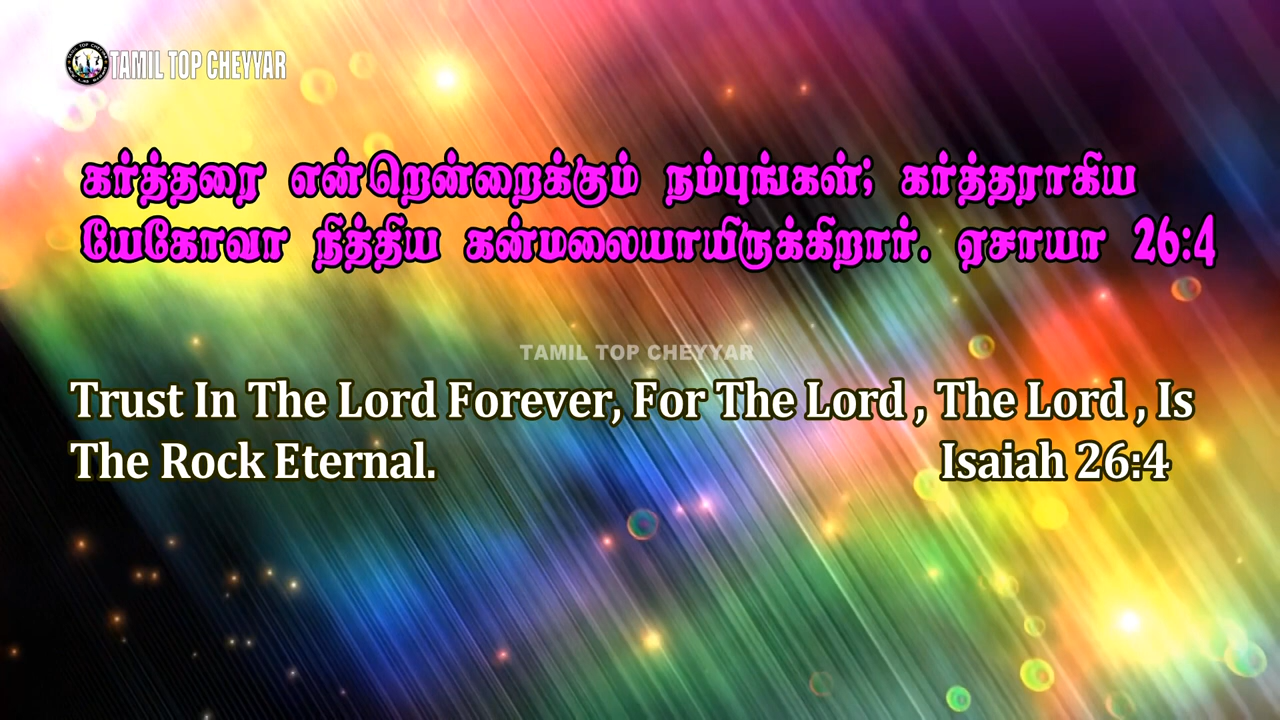 TAMIL TOP CHEYYAR
கர்த்தரை என்றென்றைக்கும் நம்புங்கள்; கர்த்தராகிய
யேகோவா நித்திய கன்மலையாயிருக்கிறார். ஏசாயா 26:4
TAMIL TOP CHEYYAR
Trust In The Lord Forever, For The Lord , The Lord , Is
The Rock Eternal. Isaiah 26:4